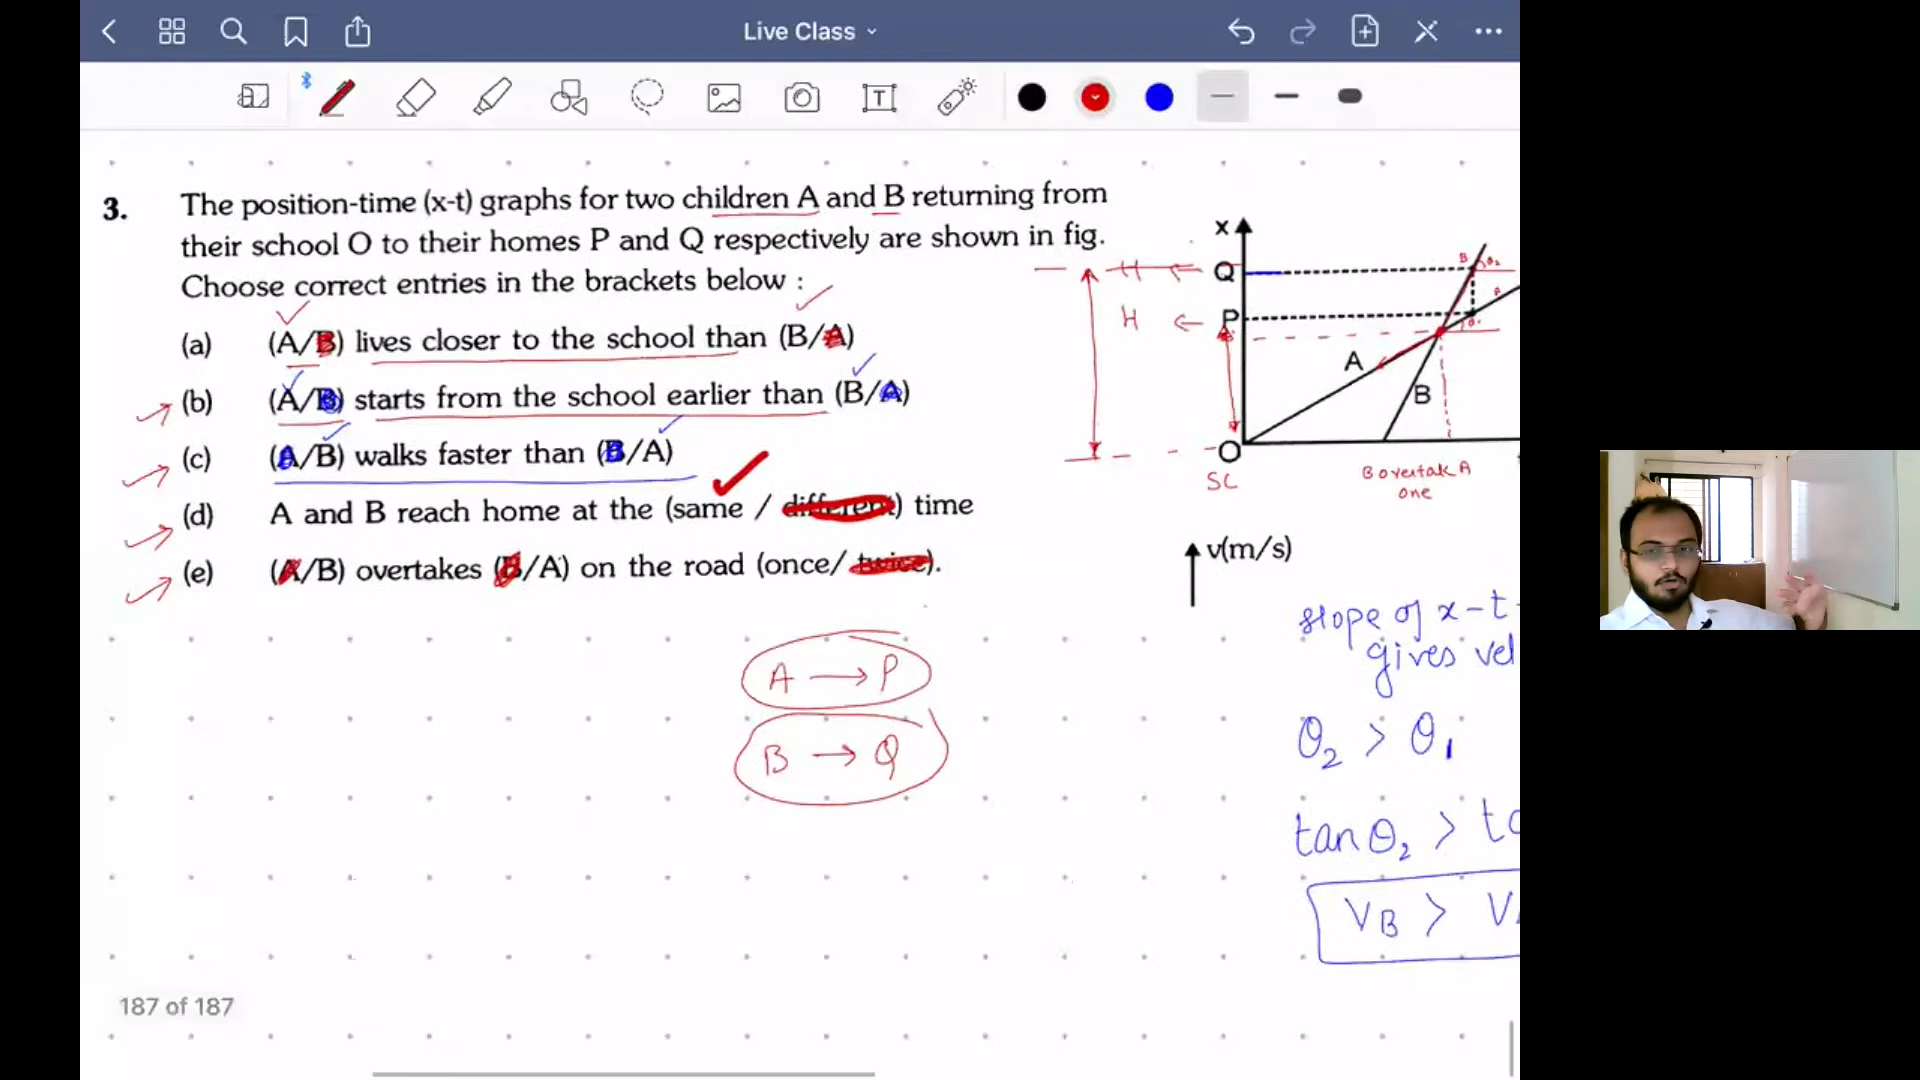 Live Class
3. The position-time (x-t) graphs for two children A and B returning from
their school O to their homes P and Q respectively are shown in fig.
Choose correct entries in the brackets below :
(a) (A/B) lives closer to the school than (B/A)
(b) (A/B) starts from the school earlier than (B/A)
(c) (A/B) walks faster than (B/A)
(d) A and B reach home at the (same / different) time
(e) (A/B) overtakes (B/A) on the road (once/ twice).
A → P
B → Q
x
H ← Q
H ← P
B θ₂
A
B
O
SC
B overtak A
one
v(m/s)
slope of x-t
gives vel
θ₂ > θ₁
tan θ₂ > ta
VB > V
187 of 187